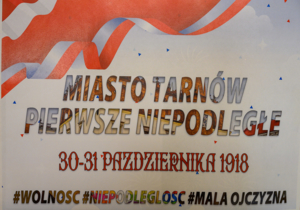 MIASTO TARNÓW
PIERWSZE NIEPODLEGŁE
30-31 PAŹDZIERNIKA 1918
#WOLNOŚĆ #NIEPODLEGŁOŚĆ #MAŁA OJCZYZNA